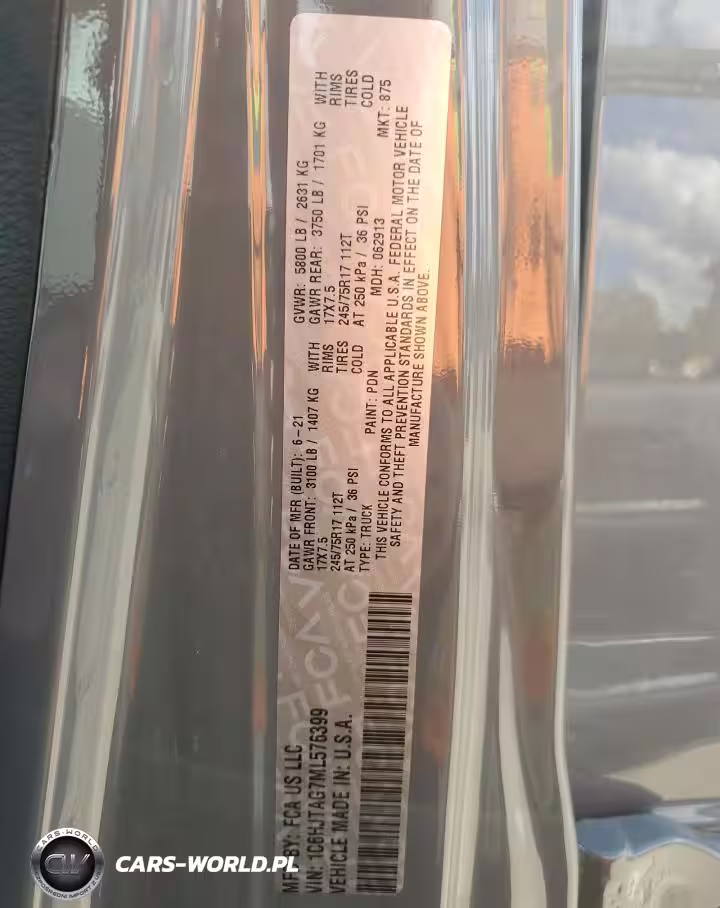 MFD BY: FCA US LLC
VIN: 1C6HJTAG7ML576399
VEHICLE MADE IN: U.S.A.
DATE OF MFR (BUILT): 6-21
GVWR: 5800 LB / 2631 KG
GAWR FRONT: 3100 LB / 1407 KG WITH
17X7.5 RIMS
245/75R17 112T TIRES
AT 250 kPa / 36 PSI COLD
GAWR REAR: 3750 LB / 1701 KG WITH
17X7.5 RIMS
245/75R17 112T TIRES
AT 250 kPa / 36 PSI COLD
TYPE: TRUCK PAINT: PDN MDH: 062913 MKT: 875
THIS VEHICLE CONFORMS TO ALL APPLICABLE U.S.A. FEDERAL MOTOR VEHICLE
SAFETY AND THEFT PREVENTION STANDARDS IN EFFECT ON THE DATE OF
MANUFACTURE SHOWN ABOVE.
FCA
CARS-WORLD
CW
CARS-WORLD.PL